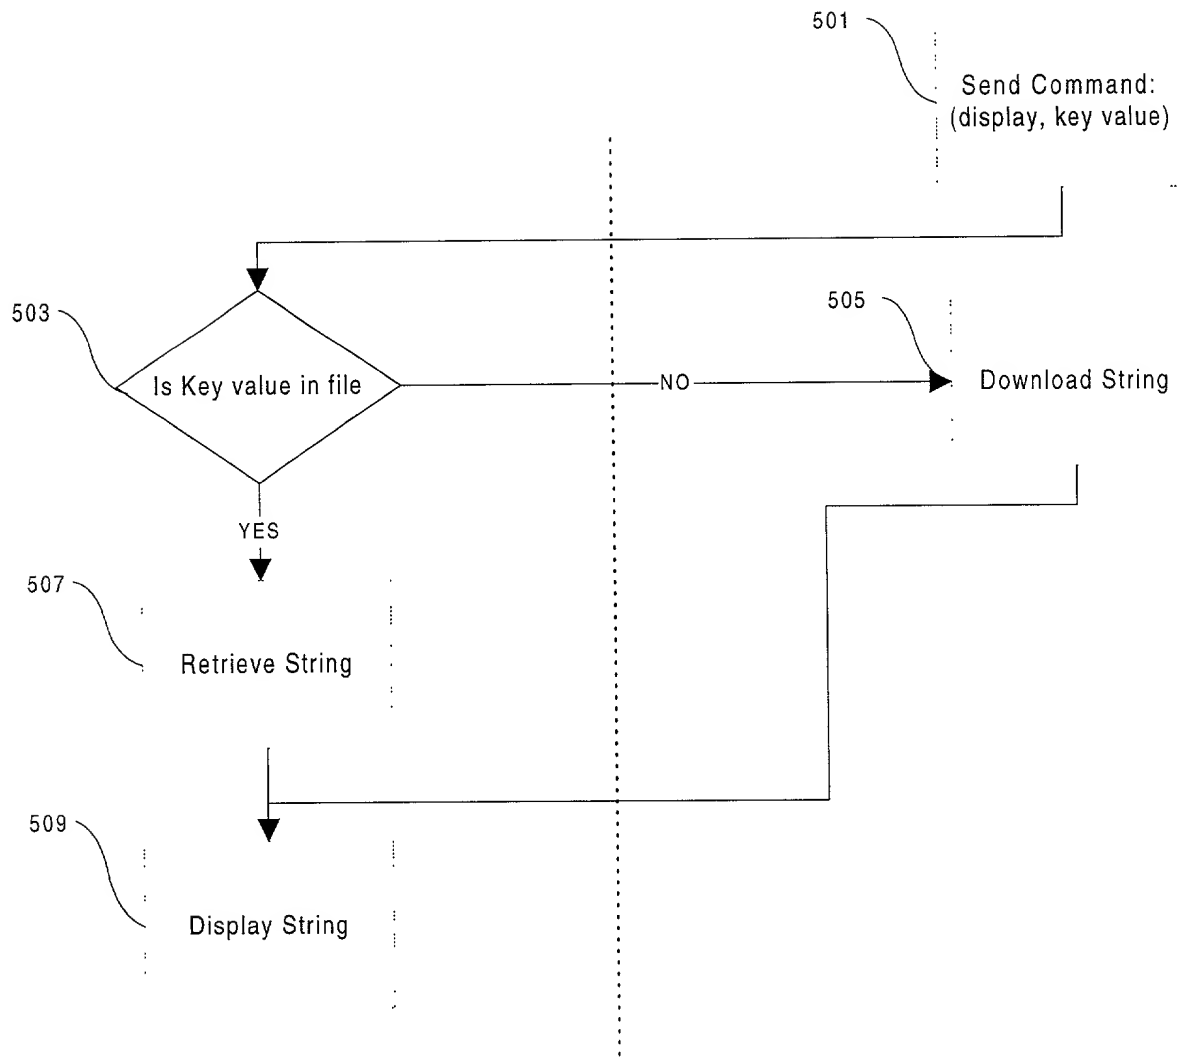 501
Send Command:
(display, key value)
503
Is Key value in file
NO
505
Download String
YES
507
Retrieve String
509
Display String